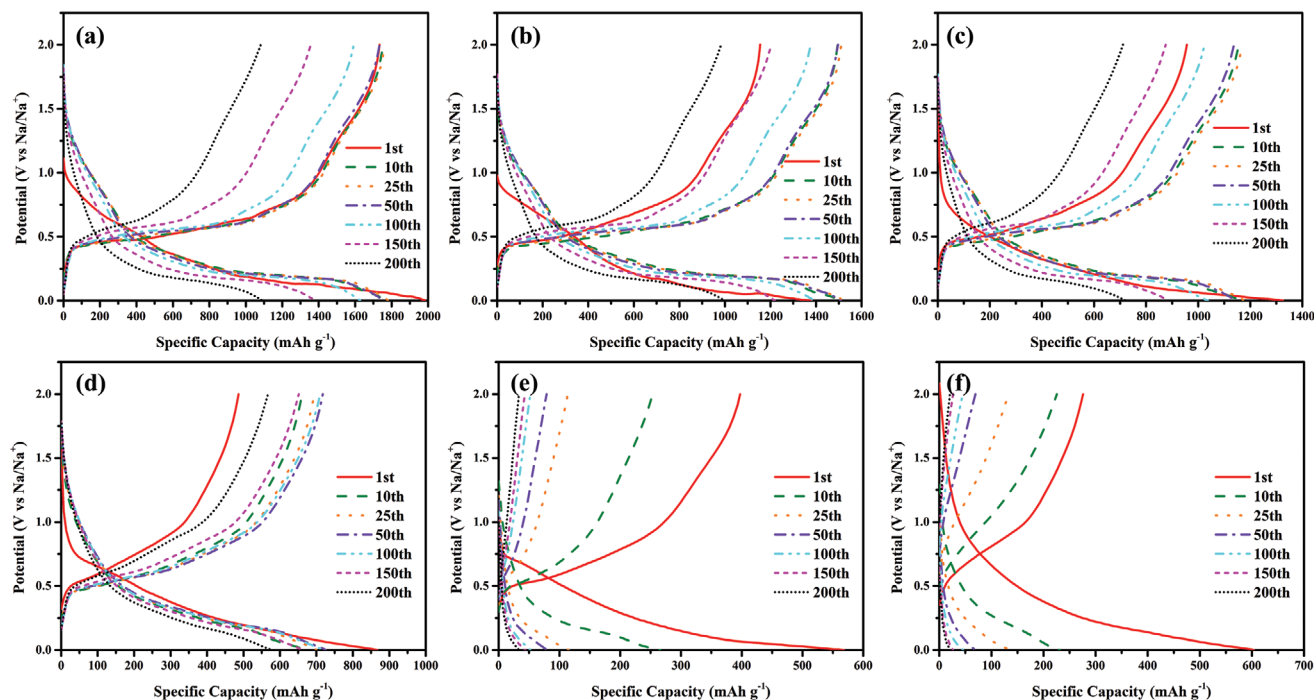 (a)
Potential (V vs Na/Na⁺)
2.0
1.5
1.0
0.5
0.0
1st
10th
25th
50th
100th
150th
200th
0 200 400 600 800 1000 1200 1400 1600 1800 2000
Specific Capacity (mAh g⁻¹)
(b)
Potential (V vs Na/Na⁺)
2.0
1.5
1.0
0.5
0.0
1st
10th
25th
50th
100th
150th
200th
0 200 400 600 800 1000 1200 1400 1600
Specific Capacity (mAh g⁻¹)
(c)
Potential (V vs Na/Na⁺)
2.0
1.5
1.0
0.5
0.0
1st
10th
25th
50th
100th
150th
200th
0 200 400 600 800 1000 1200 1400
Specific Capacity (mAh g⁻¹)
(d)
Potential (V vs Na/Na⁺)
2.0
1.5
1.0
0.5
0.0
1st
10th
25th
50th
100th
150th
200th
0 100 200 300 400 500 600 700 800 900 1000
Specific Capacity (mAh g⁻¹)
(e)
Potential (V vs Na/Na⁺)
2.0
1.5
1.0
0.5
0.0
1st
10th
25th
50th
100th
150th
200th
0 100 200 300 400 500 600
Specific Capacity (mAh g⁻¹)
(f)
Potential (V vs Na/Na⁺)
2.0
1.5
1.0
0.5
0.0
1st
10th
25th
50th
100th
150th
200th
0 100 200 300 400 500 600 700
Specific Capacity (mAh g⁻¹)